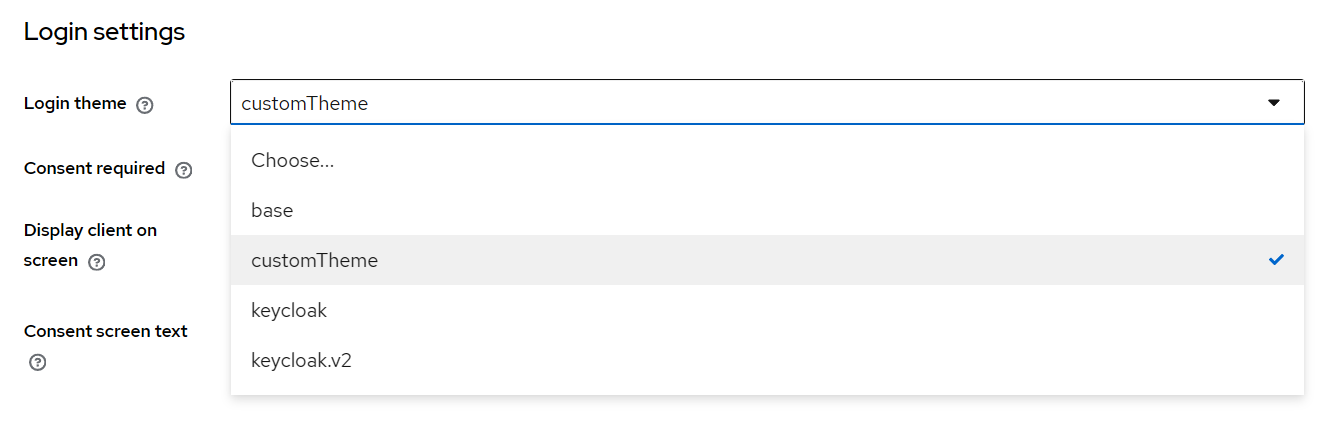 Login settings
Login theme
customTheme
Choose...
Consent required
base
Display client on
screen
customTheme
keycloak
Consent screen text
keycloak.v2